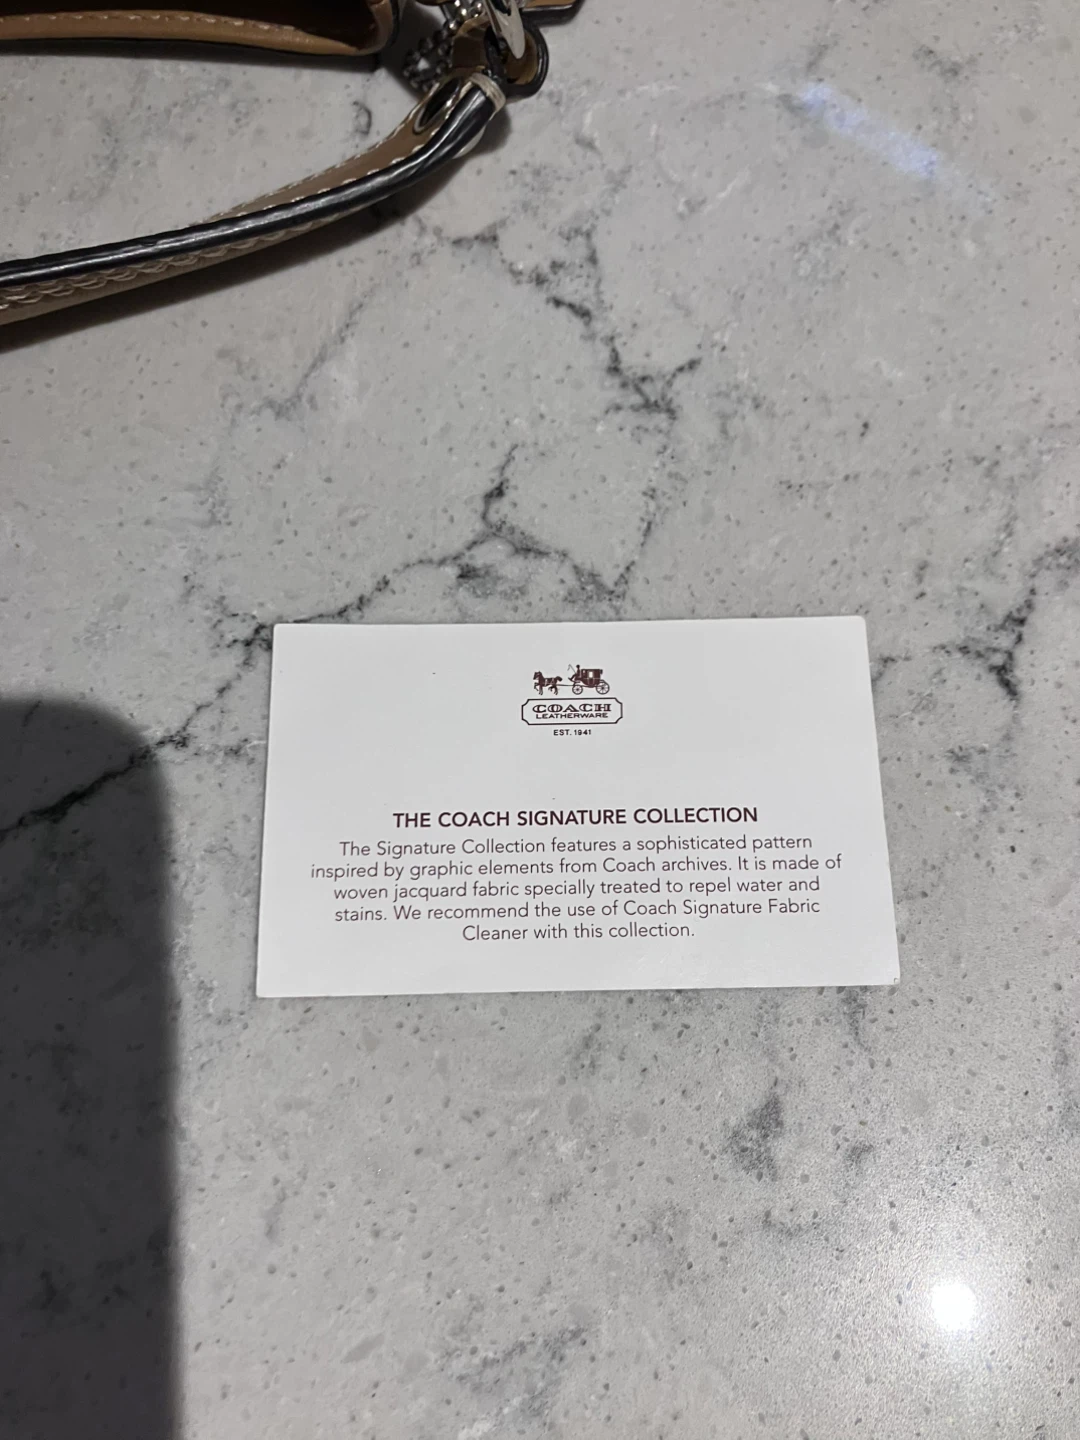 COACH
LEATHERWARE
EST. 1941
THE COACH SIGNATURE COLLECTION
The Signature Collection features a sophisticated pattern
inspired by graphic elements from Coach archives. It is made of
woven jacquard fabric specially treated to repel water and
stains. We recommend the use of Coach Signature Fabric
Cleaner with this collection.